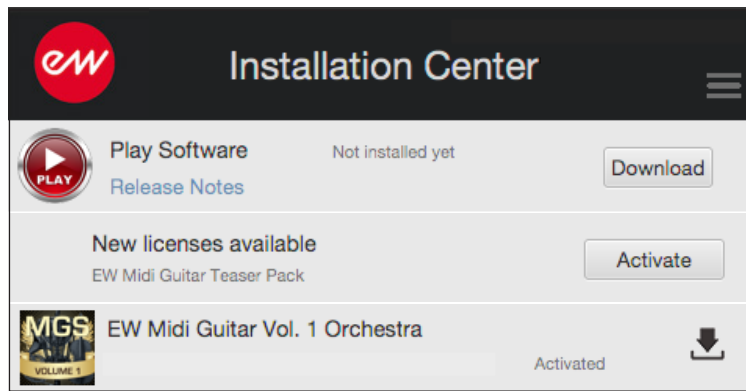 ew
Installation Center
Play Software
Not installed yet
Download
PLAY
Release Notes
New licenses available
EW Midi Guitar Teaser Pack
Activate
MGS
VOLUME 1
EW Midi Guitar Vol. 1 Orchestra
Activated